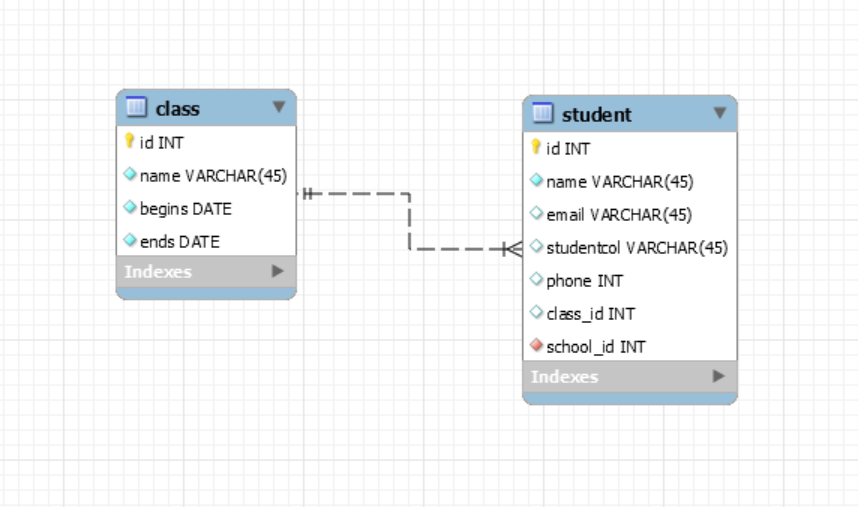 class
id INT
name VARCHAR(45)
begins DATE
ends DATE
Indexes
student
id INT
name VARCHAR(45)
email VARCHAR(45)
studentcol VARCHAR(45)
phone INT
class_id INT
school_id INT
Indexes